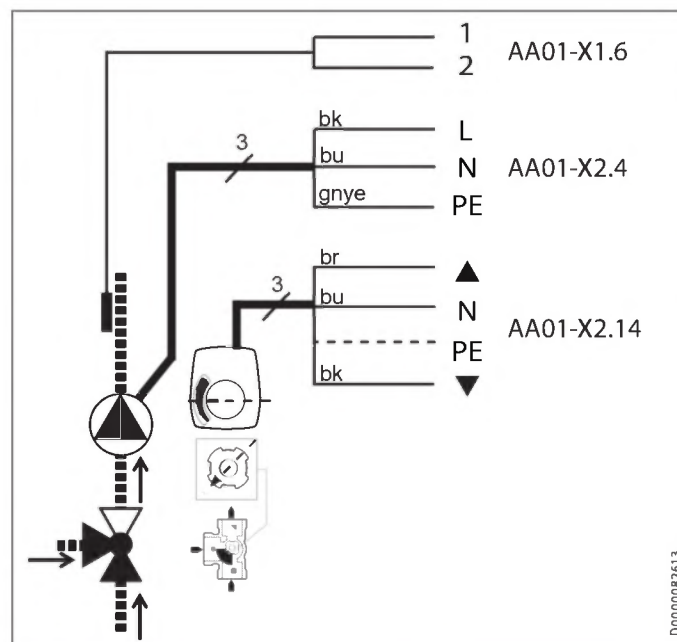 1
2 AA01-X1.6
3 bk L
bu N AA01-X2.4
gnye PE
br ▲
3 bu N
PE AA01-X2.14
bk ▼
D0000082613